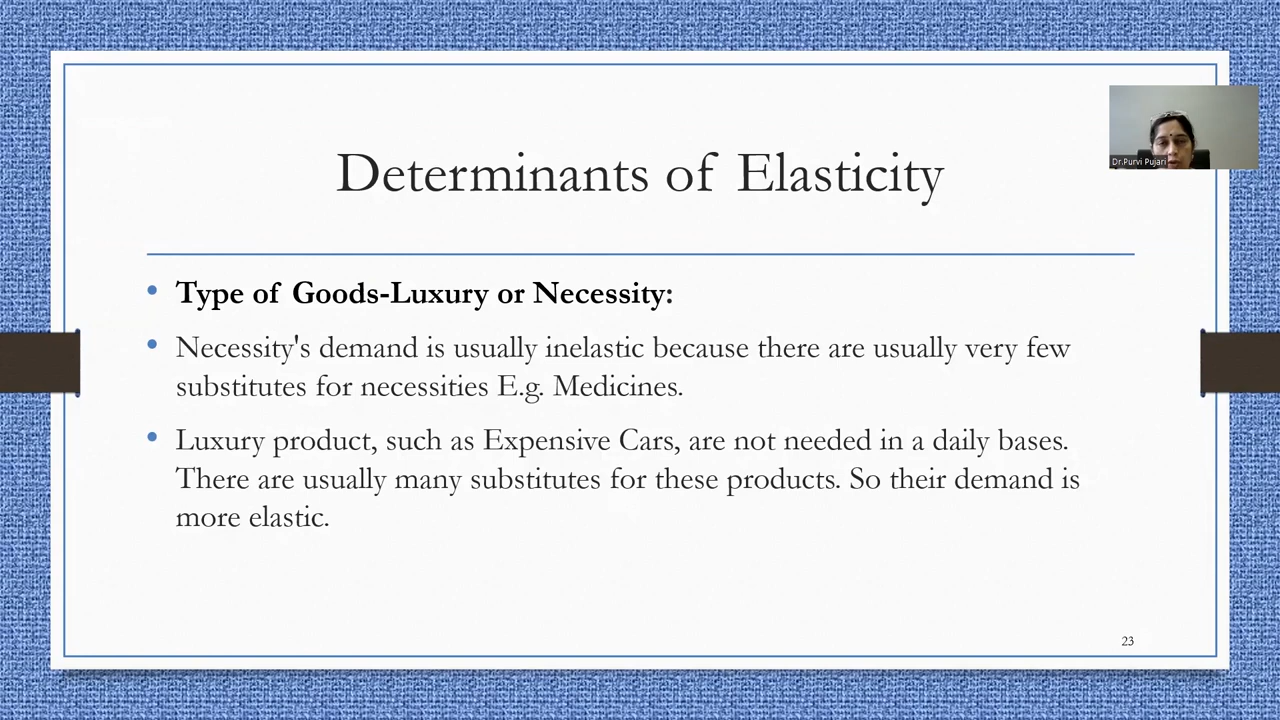 Dr.Purvi Pujari
Determinants of Elasticity
Type of Goods-Luxury or Necessity:
Necessity's demand is usually inelastic because there are usually very few
substitutes for necessities E.g. Medicines.
Luxury product, such as Expensive Cars, are not needed in a daily bases.
There are usually many substitutes for these products. So their demand is
more elastic.
23